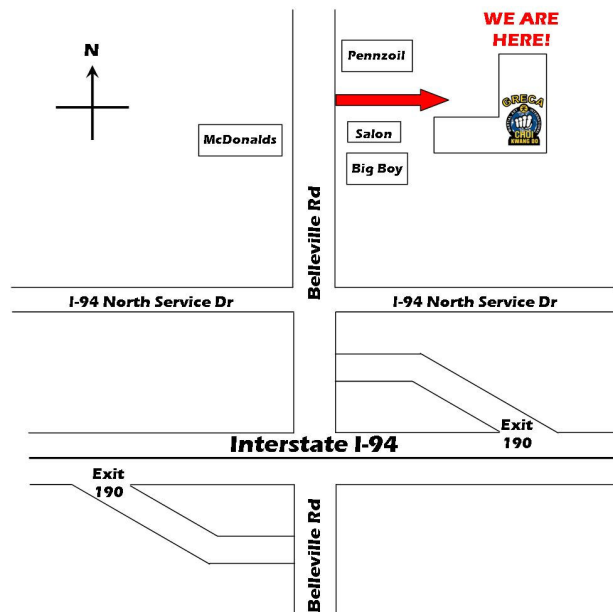 WE ARE
HERE!
N
Pennzoil
GRECA
McDonalds
Salon
CHOI
KWANG DO
Big Boy
Belleville Rd
I-94 North Service Dr
I-94 North Service Dr
Exit
190
Interstate I-94
Exit
190
Belleville Rd